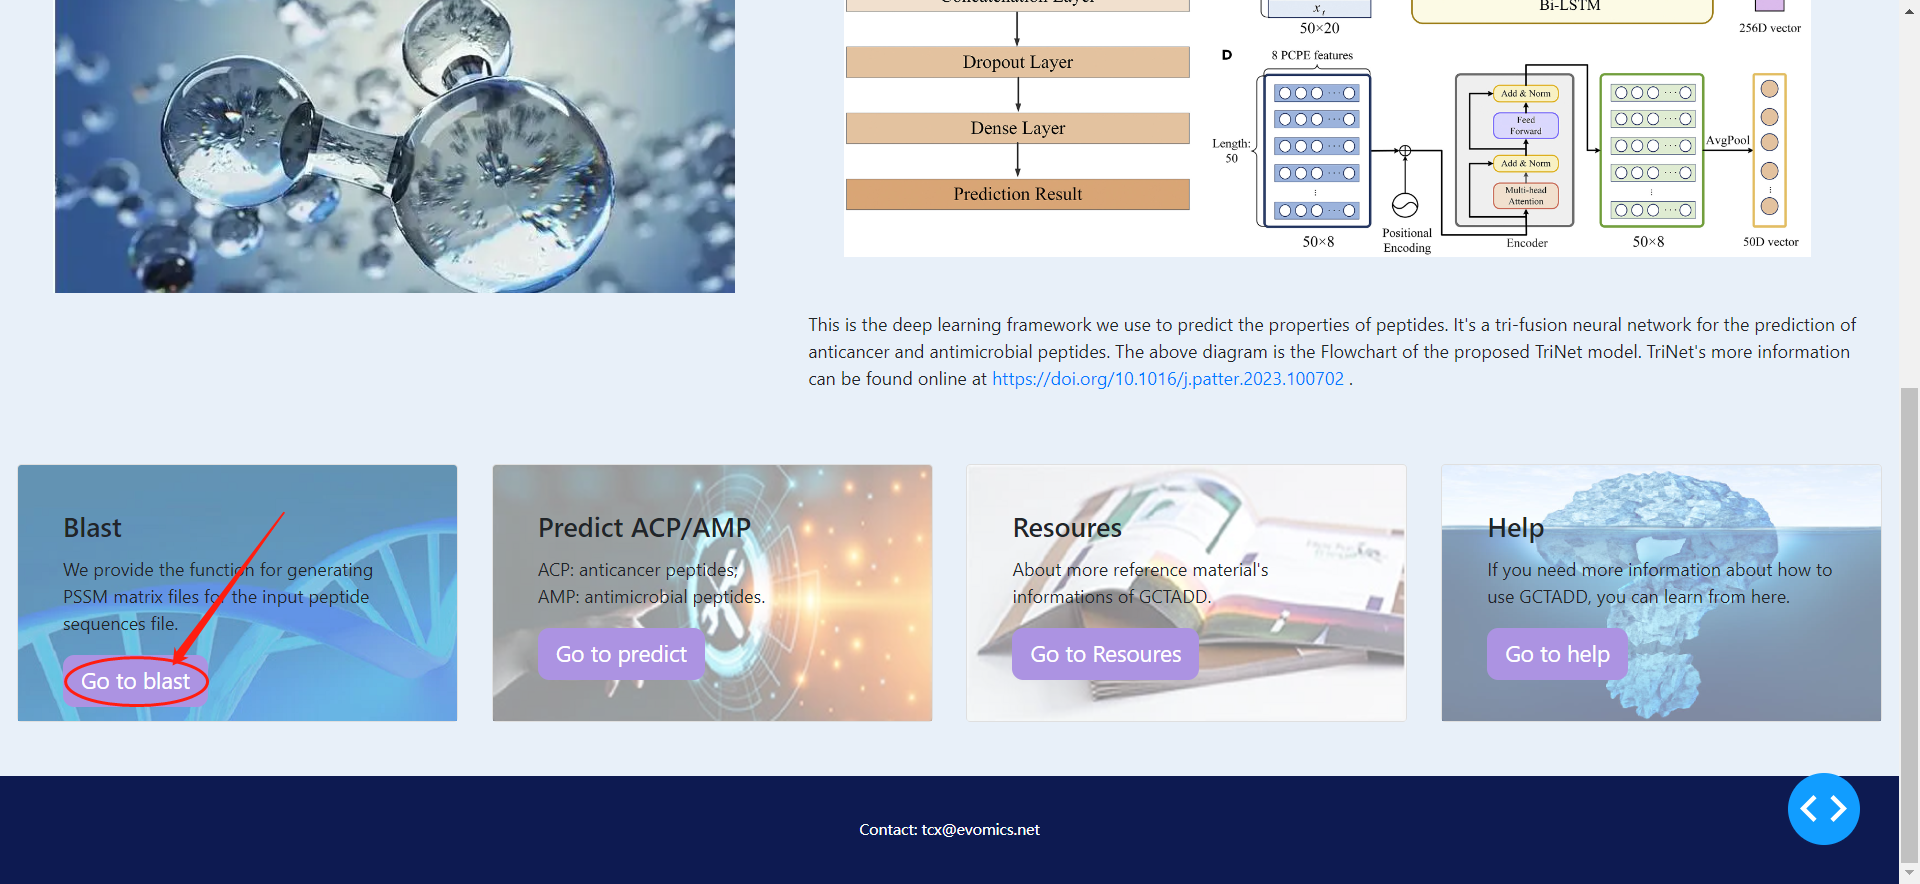 Concatenation Layer
Dropout Layer
Dense Layer
Prediction Result
x t
50×20
Bi-LSTM
256D vector
D
8 PCPE features
Length:
50
50×8
Positional
Encoding
Add & Norm
Feed
Forward
Add & Norm
Multi-head
Attention
Encoder
50×8
AvgPool
50D vector
This is the deep learning framework we use to predict the properties of peptides. It's a tri-fusion neural network for the prediction of
anticancer and antimicrobial peptides. The above diagram is the Flowchart of the proposed TriNet model. TriNet's more information
can be found online at https://doi.org/10.1016/j.patter.2023.100702 .
Blast
We provide the function for generating
PSSM matrix files for the input peptide
sequences file.
Go to blast
Predict ACP/AMP
ACP: anticancer peptides;
AMP: antimicrobial peptides.
Go to predict
Resoures
About more reference material's
informations of GCTADD.
Go to Resoures
Help
If you need more information about how to
use GCTADD, you can learn from here.
Go to help
Contact: tcx@evomics.net